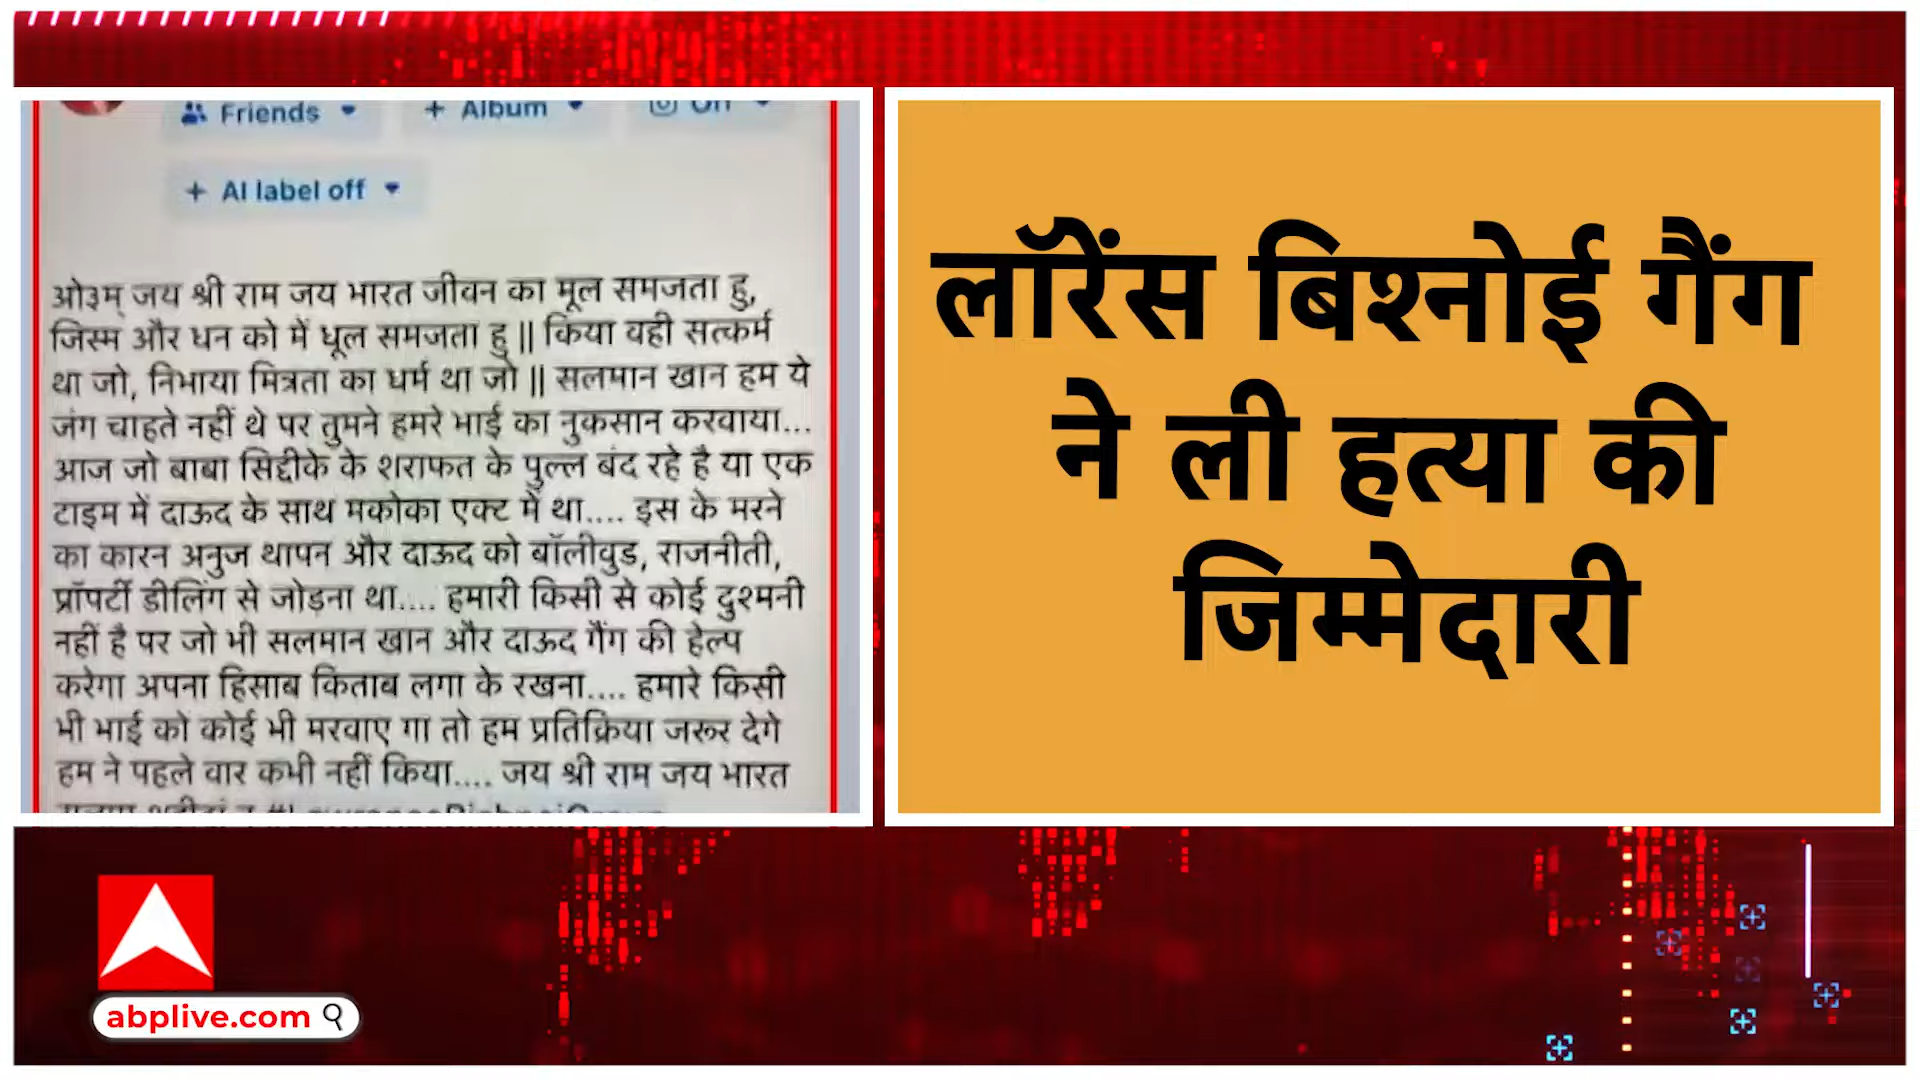 Friends
+ Album
+ AI label off
ओ३म् जय श्री राम जय भारत जीवन का मूल समजता हु,
जिस्म और धन को में धूल समजता हु || किया वही सत्कर्म
था जो, निभाया मित्रता का धर्म था जो || सलमान खान हम ये
जंग चाहते नहीं थे पर तुमने हमरे भाई का नुकसान करवाया...
आज जो बाबा सिद्दीके के शराफत के पुल्ल बंद रहे है या एक
टाइम में दाऊद के साथ मकोका एक्ट में था.... इस के मरने
का कारन अनुज थापन और दाऊद को बॉलीवुड, राजनीती,
प्रॉपर्टी डीलिंग से जोड़ना था.... हमारी किसी से कोई दुश्मनी
नहीं है पर जो भी सलमान खान और दाऊद गैंग की हेल्प
करेगा अपना हिसाब किताब लगा के रखना.... हमारे किसी
भी भाई को कोई भी मरवाए गा तो हम प्रतिक्रिया जरूर देगे
हम ने पहले वार कभी नहीं किया.... जय श्री राम जय भारत
लॉरेंस बिश्नोई गैंग
ने ली हत्या की
जिम्मेदारी
abplive.com